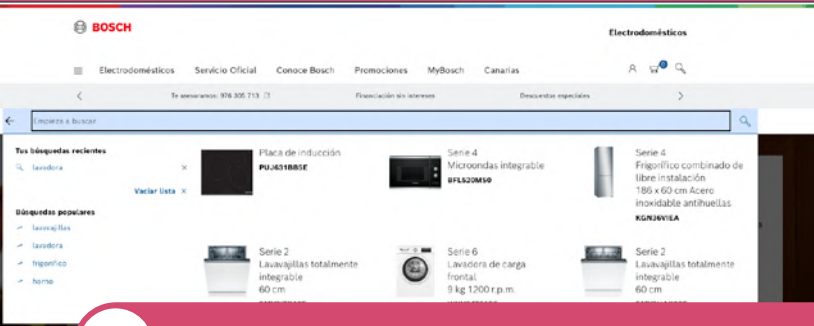 BOSCH
Electrodomésticos
Electrodomésticos Servicio Oficial Conoce Bosch Promociones MyBosch Canarias
0
Te asesoramos: 976 305 713 Financiación sin intereses Descuentos especiales
Empieza a buscar
Tus búsquedas recientes
lavadora
Vaciar lista
Búsquedas populares
lavavajillas
lavadora
frigorífico
horno
Placa de inducción
PUJ631BB5E
Serie 4
Microondas integrable
BFL520MS0
Serie 4
Frigorífico combinado de
libre instalación
186 x 60 cm Acero
inoxidable antihuellas
KGN36VIEA
Serie 2
Lavavajillas totalmente
integrable
60 cm
Serie 6
Lavadora de carga
frontal
9 kg 1200 r.p.m.
Serie 2
Lavavajillas totalmente
integrable
60 cm